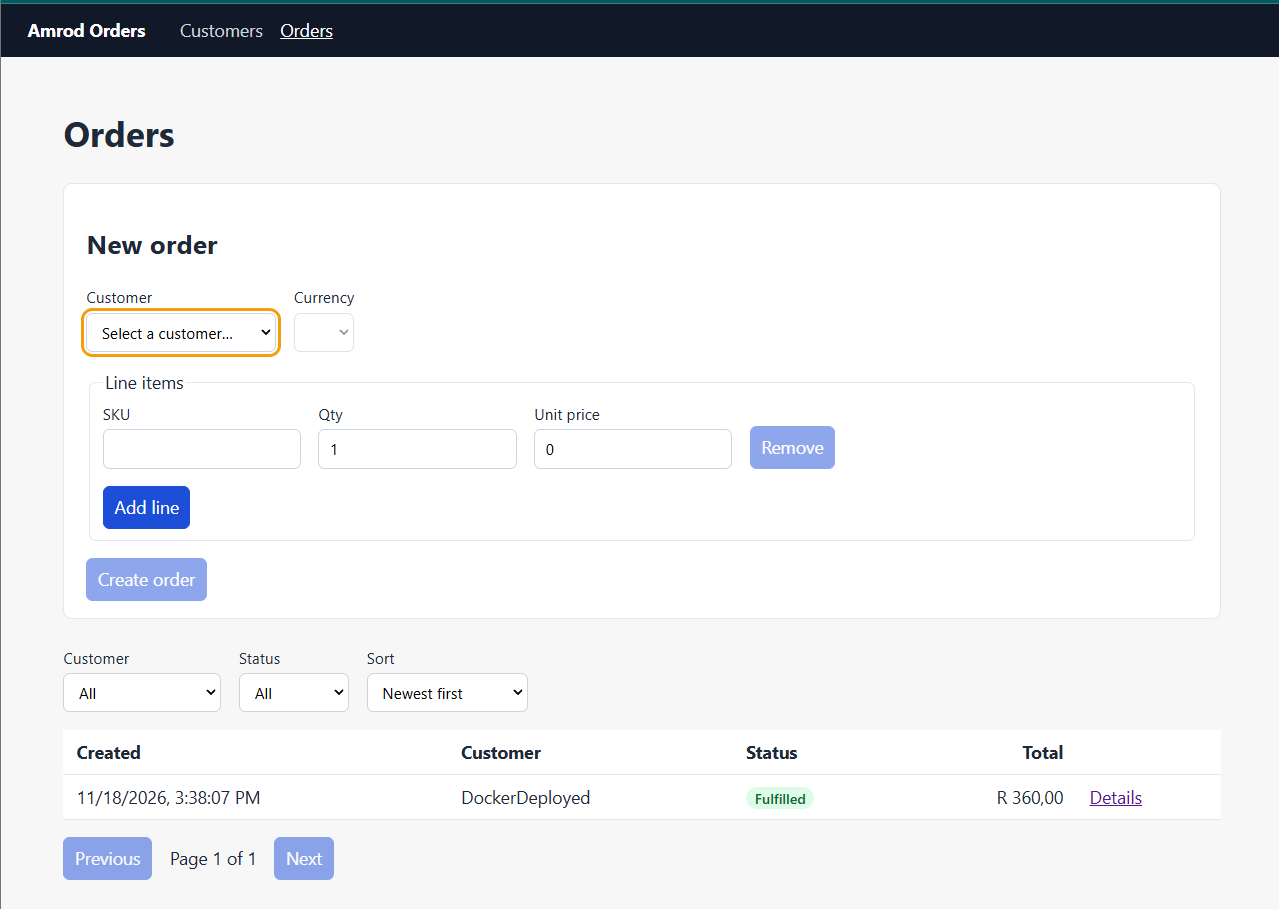 Amrod Orders Customers Orders
Orders
New order
Customer Currency
Select a customer...
Line items
SKU Qty Unit price
1 0 Remove
Add line
Create order
Customer Status Sort
All All Newest first
Created Customer Status Total
11/18/2026, 3:38:07 PM DockerDeployed Fulfilled R 360,00 Details
Previous Page 1 of 1 Next